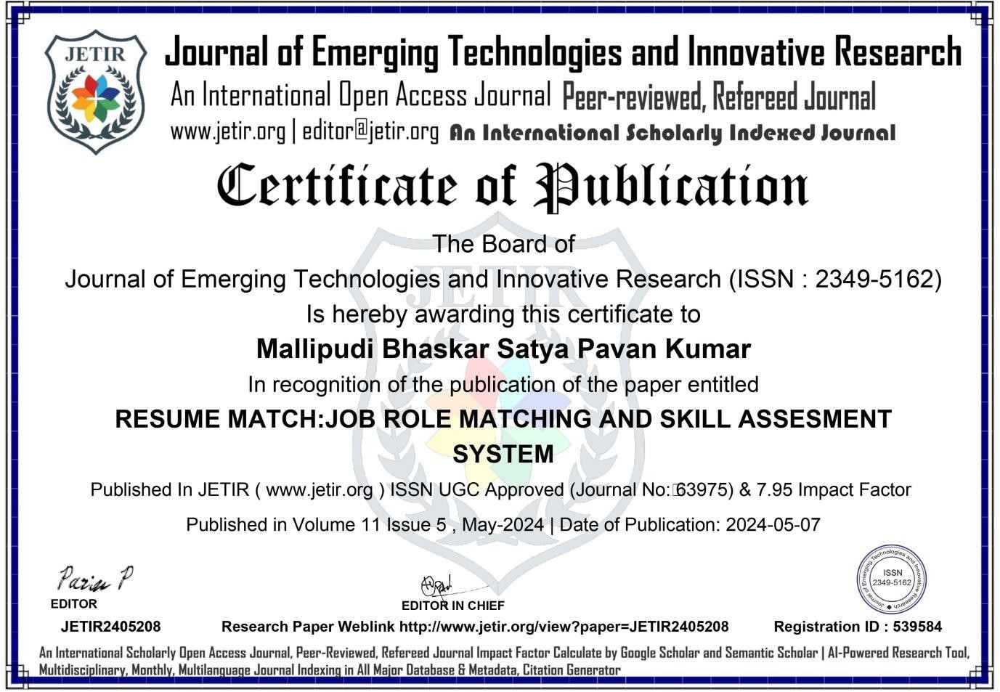 JETIR
Journal of Emerging Technologies and Innovative Research
An International Open Access Journal Peer-reviewed, Refereed Journal
www.jetir.org | editor@jetir.org An International Scholarly Indexed Journal
Certificate of Publication
The Board of
JETIR
Journal of Emerging Technologies and Innovative Research (ISSN : 2349-5162)
Is hereby awarding this certificate to
Mallipudi Bhaskar Satya Pavan Kumar
In recognition of the publication of the paper entitled
RESUME MATCH:JOB ROLE MATCHING AND SKILL ASSESMENT
SYSTEM
Published In JETIR ( www.jetir.org ) ISSN UGC Approved (Journal No: 63975) & 7.95 Impact Factor
Published in Volume 11 Issue 5 , May-2024 | Date of Publication: 2024-05-07
EDITOR
EDITOR IN CHIEF
Journal of Emerging Technologies and Innovative Research
ISSN
2349-5162
JETIR2405208
Research Paper Weblink http://www.jetir.org/view?paper=JETIR2405208
Registration ID : 539584
An International Scholarly Open Access Journal, Peer-Reviewed, Refereed Journal Impact Factor Calculate by Google Scholar and Semantic Scholar | AI-Powered Research Tool,
Multidisciplinary, Monthly, Multilanguage Journal Indexing in All Major Database & Metadata, Citation Generator